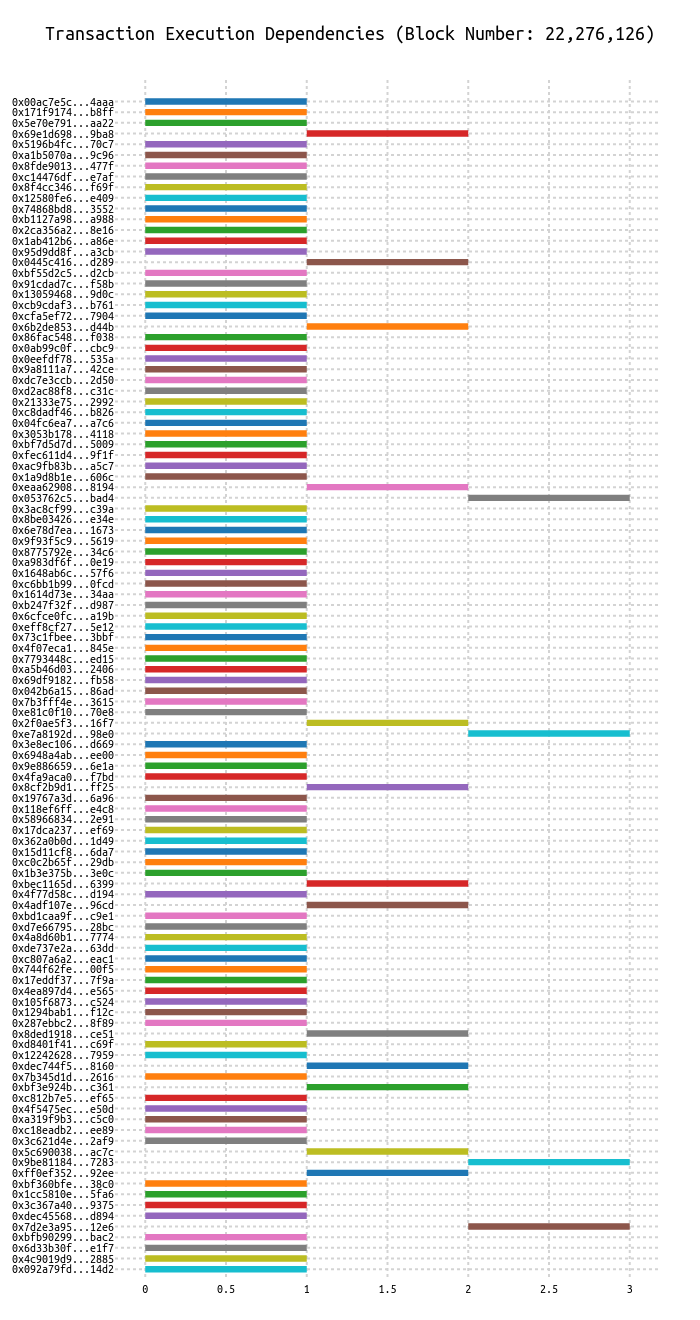 Transaction Execution Dependencies (Block Number: 22,276,126)
0x00ac7e5c...4aaa
0x171f9174...b8ff
0x5e70e791...aa22
0x69e1d698...9ba8
0x5196b4fc...70c7
0xa1b5070a...9c96
0x8fde9013...477f
0xc14476df...e7af
0x8f4cc346...f69f
0x12580fe6...e409
0x74868bd8...3552
0xb1127a98...a988
0x2ca356a2...8e16
0x1ab412b6...a86e
0x95d9dd8f...a3cb
0x0445c416...d289
0xbf55d2c5...d2cb
0x91cdad7c...f58b
0x13059468...9d0c
0xcb9cdaf3...b761
0xcfa5ef72...7904
0x6b2de853...d44b
0x86fac548...f038
0x0ab99c0f...cbc9
0x0eefdf78...535a
0x9a8111a7...42ce
0xdc7e3ccb...2d50
0xd2ac88f8...c31c
0x21333e75...2992
0xc8dadf46...b826
0x04fc6ea7...a7c6
0x3053b178...4118
0xbf7d5d7d...5009
0xfec611d4...9f1f
0xac9fb83b...a5c7
0x1a9d8b1e...606c
0xeaa62908...8194
0x053762c5...bad4
0x3ac8cf99...c39a
0x8be03426...e34e
0x6e78d7ea...1673
0x9f93f5c9...5619
0x8775792e...34c6
0xa983df6f...0e19
0x1648ab6c...57f6
0xc6bb1b99...0fcd
0x1614d73e...34aa
0xb247f32f...d987
0x6cfce0fc...a19b
0xeff8cf27...5e12
0x73c1fbee...3bbf
0x4f07eca1...845e
0x7793448c...ed15
0xa5b46d03...2406
0x69df9182...fb58
0x042b6a15...86ad
0x7b3fff4e...3615
0xe81c0f10...70e8
0x2f0ae5f3...16f7
0xe7a8192d...98e0
0x3e8ec106...d669
0x6948a4ab...ee00
0x9e886659...6e1a
0x4fa9aca0...f7bd
0x8cf2b9d1...ff25
0x19767a3d...6a96
0x118ef6ff...e4c8
0x58966834...2e91
0x17dca237...ef69
0x362a0b0d...1d49
0x15d11cf8...6da7
0xc0c2b65f...29db
0x1b3e375b...3e0c
0xbec1165d...6399
0x4f77d58c...d194
0x4adf107e...96cd
0xbd1caa9f...c9e1
0xd7e66795...28bc
0x4a8d60b1...7774
0xde737e2a...63dd
0xc807a6a2...eac1
0x744f62fe...00f5
0x17eddf37...7f9a
0x4ea897d4...e565
0x105f6873...c524
0x1294bab1...f12c
0x287ebbc2...8f89
0x8ded1918...ce51
0xd8401f41...c69f
0x12242628...7959
0xdec744f5...8160
0x7b345d1d...2616
0xbf3e924b...c361
0xc812b7e5...ef65
0x4f5475ec...e50d
0xa319f9b3...c5c0
0xc18eadb2...ee89
0x3c621d4e...2af9
0x5c690038...ac7c
0x9be81184...7283
0xff0ef352...92ee
0xbf360bfe...38c0
0x1cc5810e...5fa6
0x3c367a40...9375
0xdec45568...d894
0x7d2e3a95...12e6
0xbfb90299...bac2
0x6d33b30f...e1f7
0x4c9019d9...2885
0x092a79fd...14d2
0 0.5 1 1.5 2 2.5 3